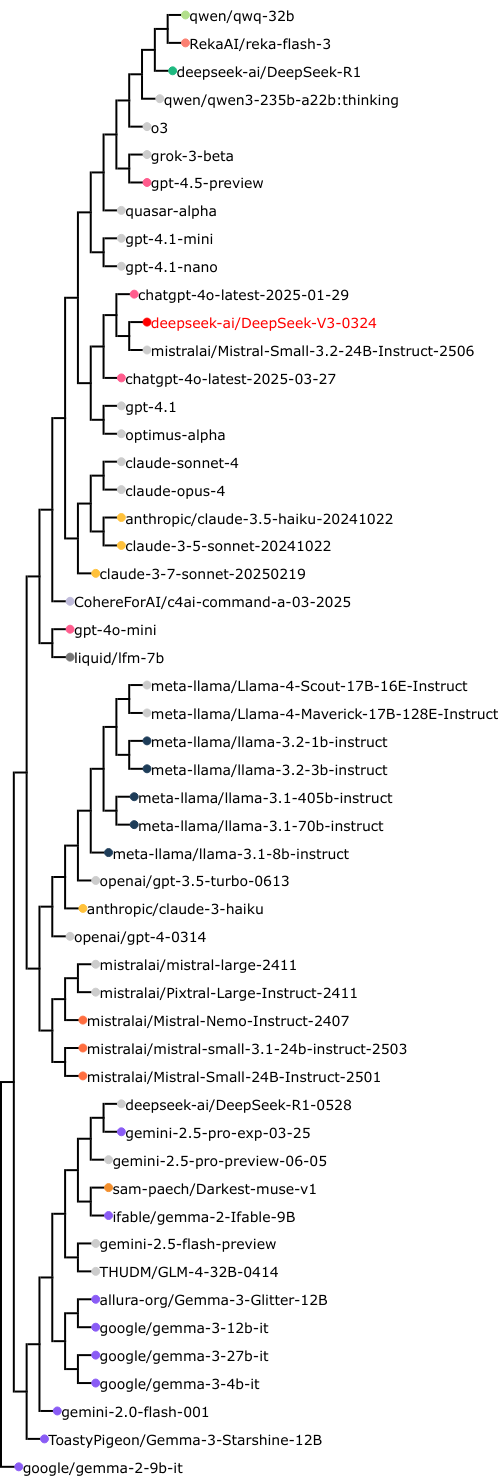 qwen/qwq-32b
RekaAI/reka-flash-3
deepseek-ai/DeepSeek-R1
qwen/qwen3-235b-a22b:thinking
o3
grok-3-beta
gpt-4.5-preview
quasar-alpha
gpt-4.1-mini
gpt-4.1-nano
chatgpt-4o-latest-2025-01-29
deepseek-ai/DeepSeek-V3-0324
mistralai/Mistral-Small-3.2-24B-Instruct-2506
chatgpt-4o-latest-2025-03-27
gpt-4.1
optimus-alpha
claude-sonnet-4
claude-opus-4
anthropic/claude-3.5-haiku-20241022
claude-3-5-sonnet-20241022
claude-3-7-sonnet-20250219
CohereForAI/c4ai-command-a-03-2025
gpt-4o-mini
liquid/lfm-7b
meta-llama/Llama-4-Scout-17B-16E-Instruct
meta-llama/Llama-4-Maverick-17B-128E-Instruct
meta-llama/llama-3.2-1b-instruct
meta-llama/llama-3.2-3b-instruct
meta-llama/llama-3.1-405b-instruct
meta-llama/llama-3.1-70b-instruct
meta-llama/llama-3.1-8b-instruct
openai/gpt-3.5-turbo-0613
anthropic/claude-3-haiku
openai/gpt-4-0314
mistralai/mistral-large-2411
mistralai/Pixtral-Large-Instruct-2411
mistralai/Mistral-Nemo-Instruct-2407
mistralai/mistral-small-3.1-24b-instruct-2503
mistralai/Mistral-Small-24B-Instruct-2501
deepseek-ai/DeepSeek-R1-0528
gemini-2.5-pro-exp-03-25
gemini-2.5-pro-preview-06-05
sam-paech/Darkest-muse-v1
ifable/gemma-2-Ifable-9B
gemini-2.5-flash-preview
THUDM/GLM-4-32B-0414
allura-org/Gemma-3-Glitter-12B
google/gemma-3-12b-it
google/gemma-3-27b-it
google/gemma-3-4b-it
gemini-2.0-flash-001
ToastyPigeon/Gemma-3-Starshine-12B
google/gemma-2-9b-it